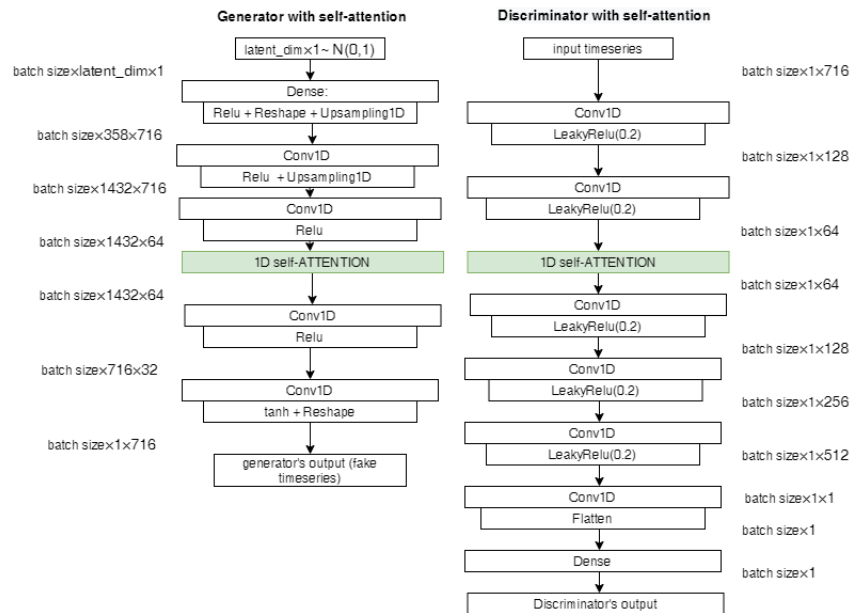 Generator with self-attention
latent_dim×1~ N(0,1)
batch size×latent_dim×1
Dense:
Relu + Reshape + Upsampling1D
batch size×358×716
Conv1D
Relu + Upsampling1D
batch size×1432×716
Conv1D
Relu
batch size×1432×64
1D self-ATTENTION
batch size×1432×64
Conv1D
Relu
batch size×716×32
Conv1D
tanh + Reshape
batch size×1×716
generator's output (fake
timeseries)
Discriminator with self-attention
input timeseries
batch size×1×716
Conv1D
LeakyRelu(0.2)
batch size×1×128
Conv1D
LeakyRelu(0.2)
batch size×1×64
1D self-ATTENTION
batch size×1×64
Conv1D
LeakyRelu(0.2)
batch size×1×128
Conv1D
LeakyRelu(0.2)
batch size×1×256
Conv1D
LeakyRelu(0.2)
batch size×1×512
Conv1D
batch size×1×1
Flatten
batch size×1
Dense
batch size×1
Discriminator's output